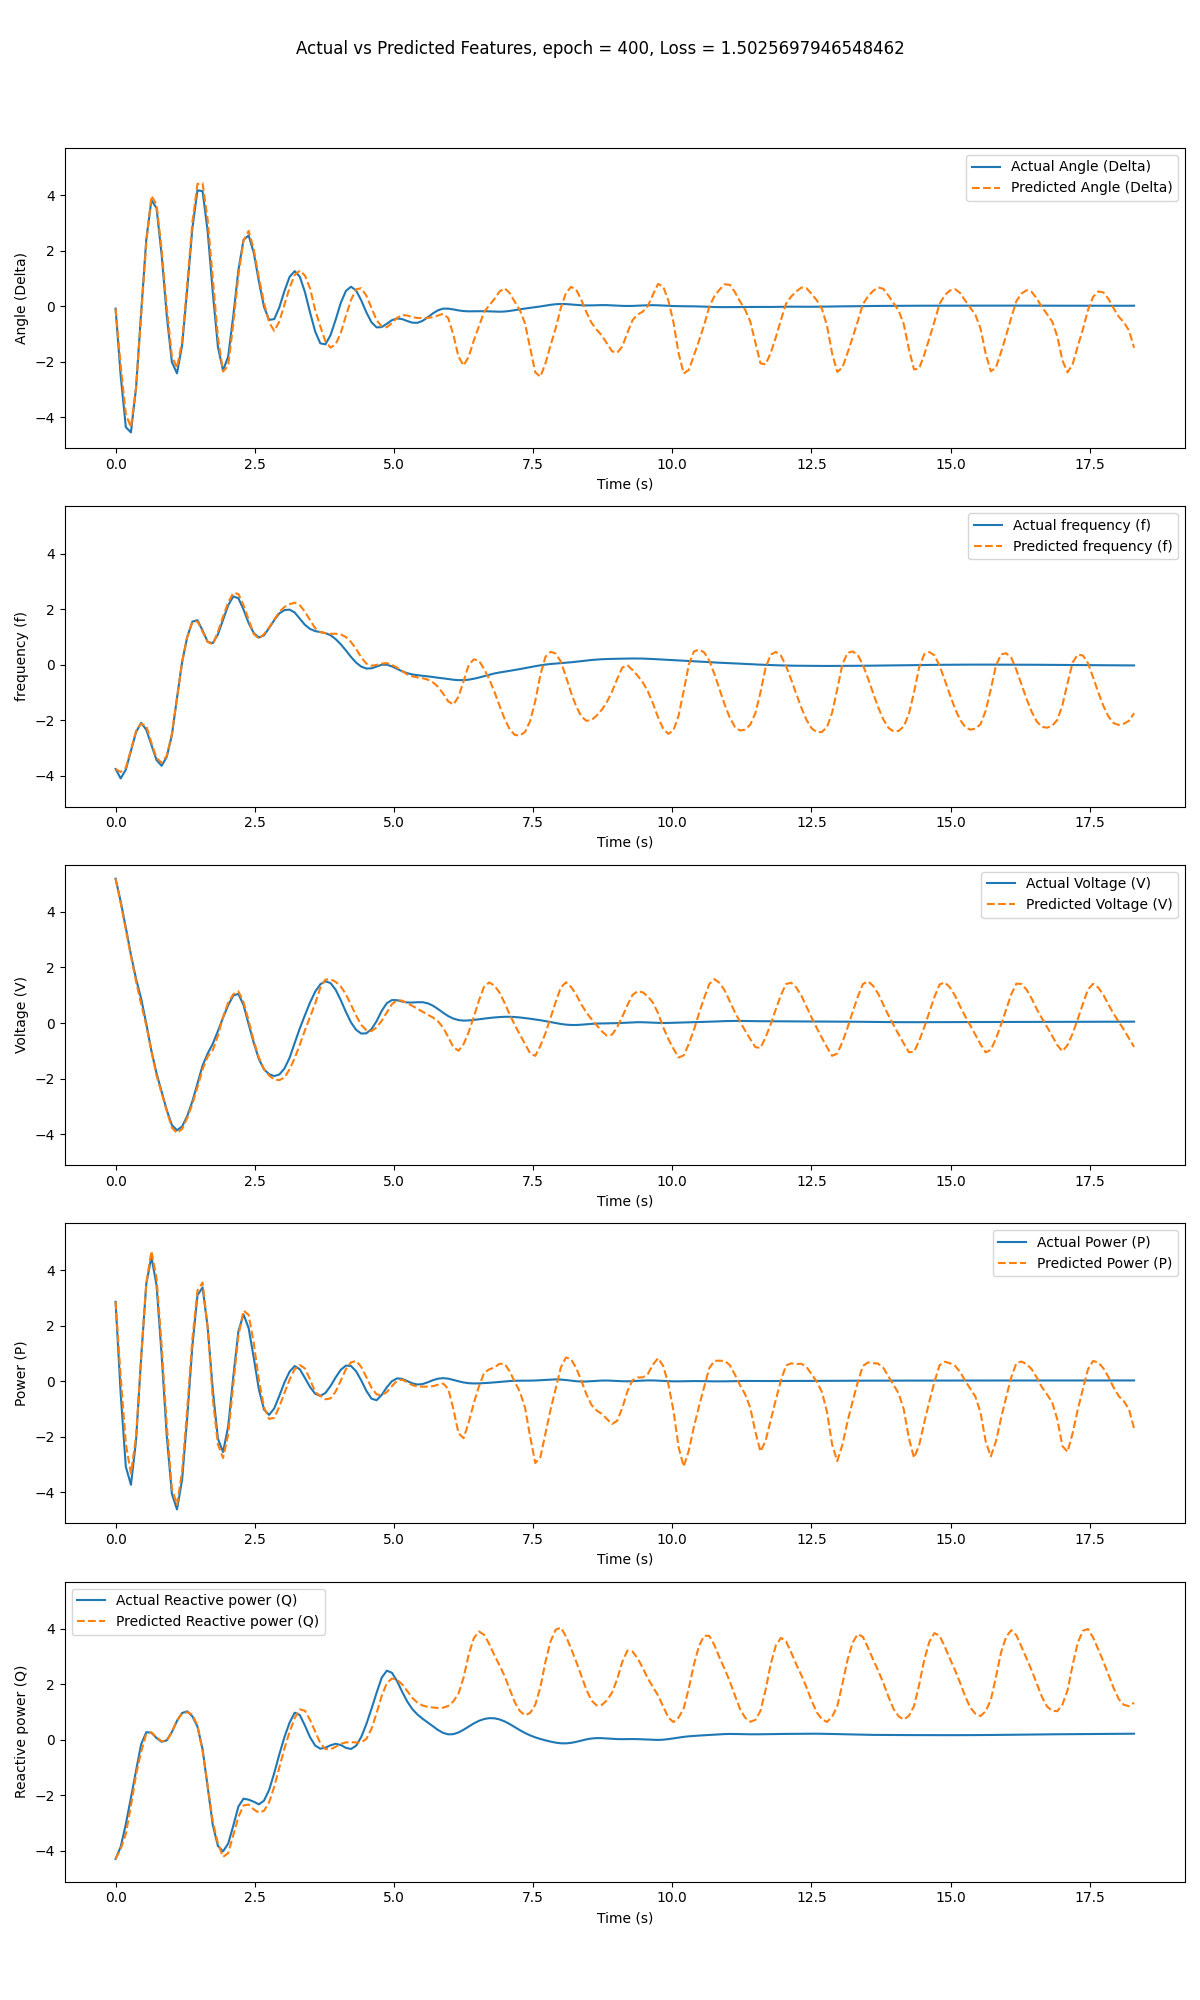 Actual vs Predicted Features, epoch = 400, Loss = 1.5025697946548462
Actual Angle (Delta)
Predicted Angle (Delta)
Angle (Delta)
4
2
0
−2
−4
0.0 2.5 5.0 7.5 10.0 12.5 15.0 17.5
Time (s)
Actual frequency (f)
Predicted frequency (f)
frequency (f)
4
2
0
−2
−4
0.0 2.5 5.0 7.5 10.0 12.5 15.0 17.5
Time (s)
Actual Voltage (V)
Predicted Voltage (V)
Voltage (V)
4
2
0
−2
−4
0.0 2.5 5.0 7.5 10.0 12.5 15.0 17.5
Time (s)
Actual Power (P)
Predicted Power (P)
Power (P)
4
2
0
−2
−4
0.0 2.5 5.0 7.5 10.0 12.5 15.0 17.5
Time (s)
Actual Reactive power (Q)
Predicted Reactive power (Q)
Reactive power (Q)
4
2
0
−2
−4
0.0 2.5 5.0 7.5 10.0 12.5 15.0 17.5
Time (s)